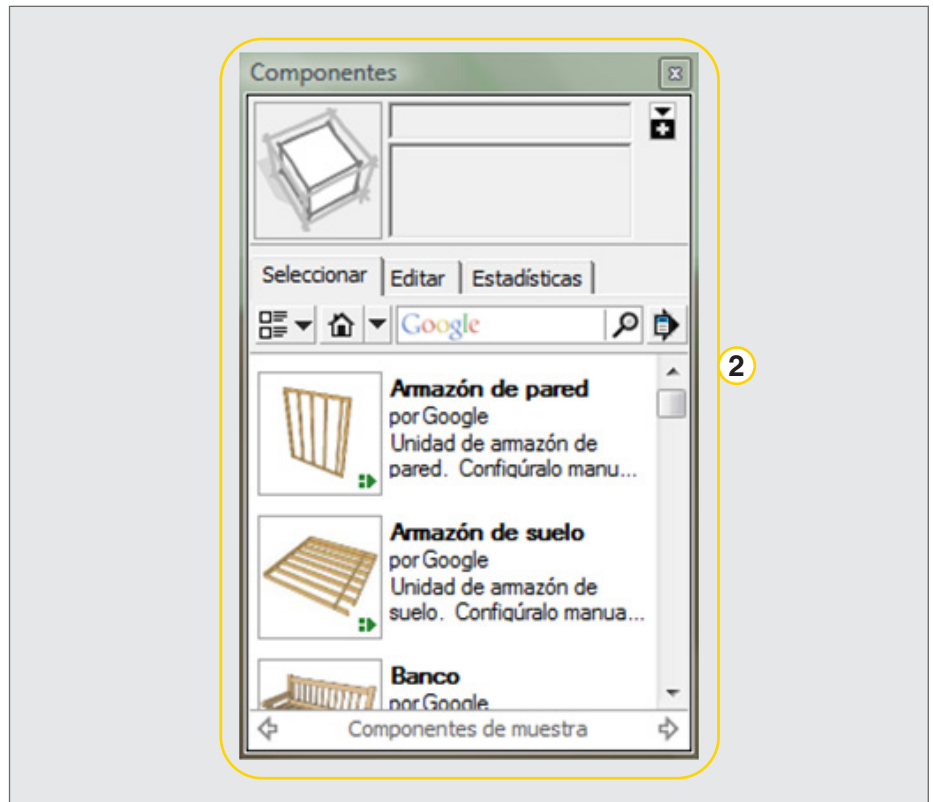 Componentes
Seleccionar Editar Estadísticas
Google
2
Armazón de pared
por Google
Unidad de armazón de
pared. Configúralo manu...
Armazón de suelo
por Google
Unidad de armazón de
suelo. Configúralo manua...
Banco
por Google
Componentes de muestra